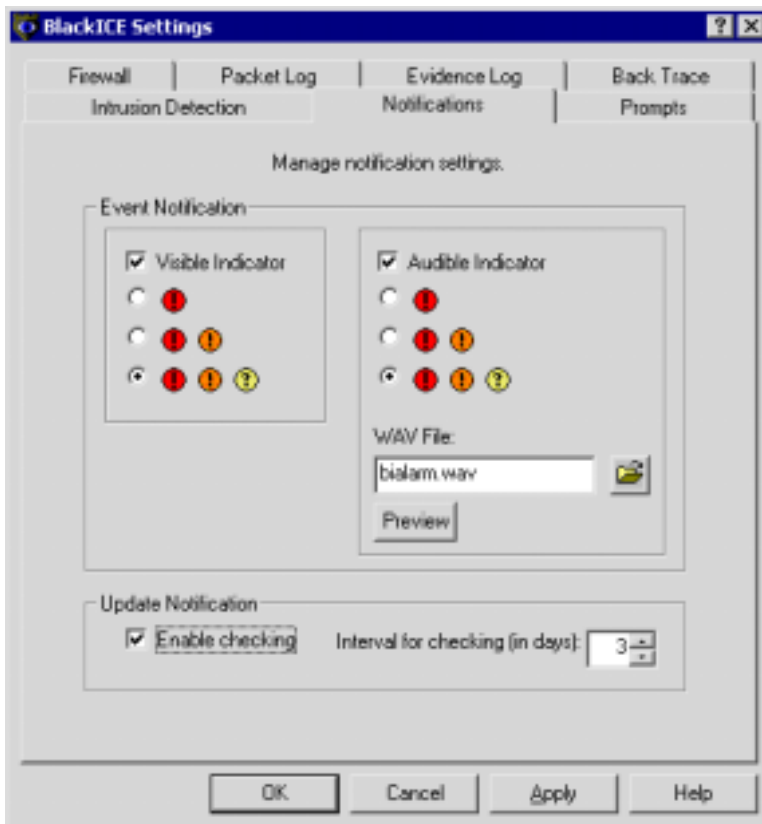 BlackICE Settings
Firewall Packet Log Evidence Log Back Trace
Intrusion Detection Notifications Prompts
Manage notification settings.
Event Notification
Visible Indicator
Audible Indicator
WAV File:
bialarm.wav
Preview
Update Notification
Enable checking Interval for checking (in days): 3
OK Cancel Apply Help